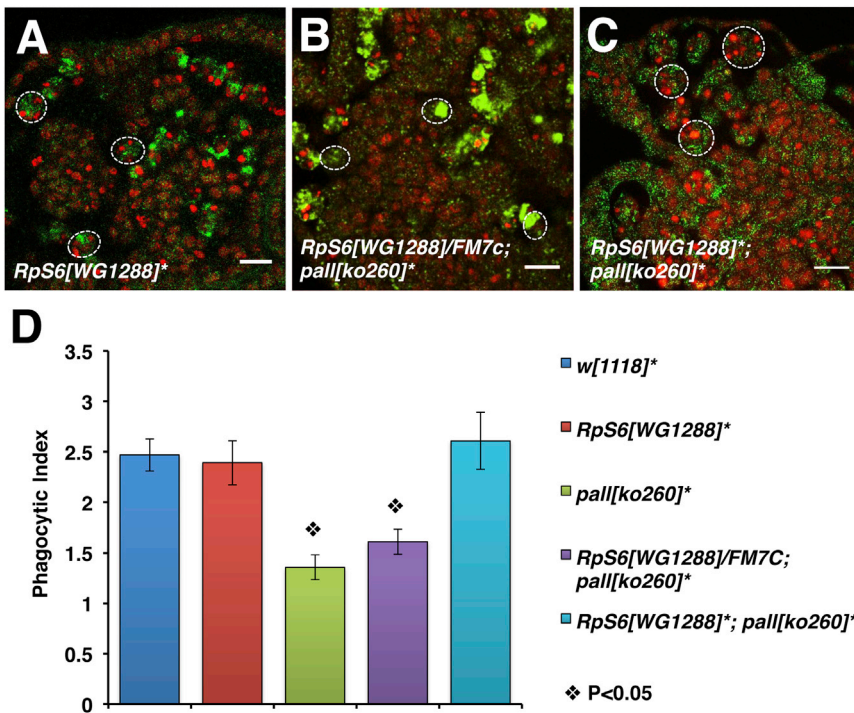 A
B
C
RpS6[WG1288]*
RpS6[WG1288]/FM7c;
pall[ko260]*
RpS6[WG1288]*;
pall[ko260]*
D
3.5
3
2.5
2
1.5
1
0.5
0
Phagocytic Index
❖
❖
w[1118]*
RpS6[WG1288]*
pall[ko260]*
RpS6[WG1288]/FM7C;
pall[ko260]*
RpS6[WG1288]*; pall[ko260]*
❖ P<0.05